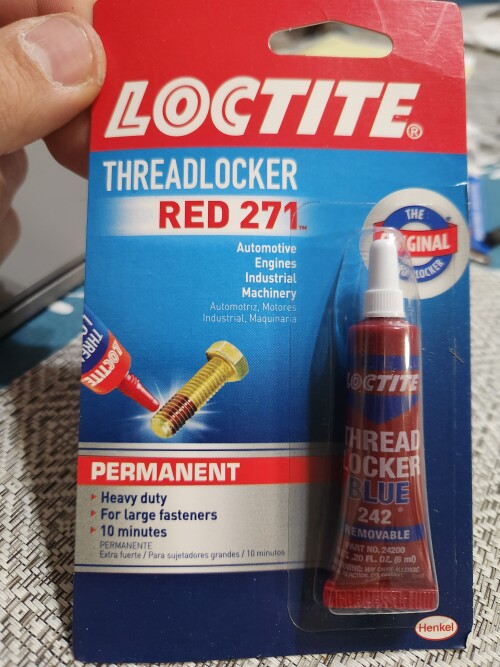 LOCTITE®
THREADLOCKER
RED 271™
THE
ORIGINAL
Automotive
Engines
Industrial
Machinery
Automotriz, Motores
Industrial, Maquinaria
LOCTITE
LOCTITE
THREAD
LOCKER
BLUE
242
REMOVABLE
PART NO. 24200
.20 FL. OZ. (6 ml)
PERMANENT
Heavy duty
For large fasteners
10 minutes
PERMANENTE
Extra fuerte / Para sujetadores grandes / 10 minutos
Henkel